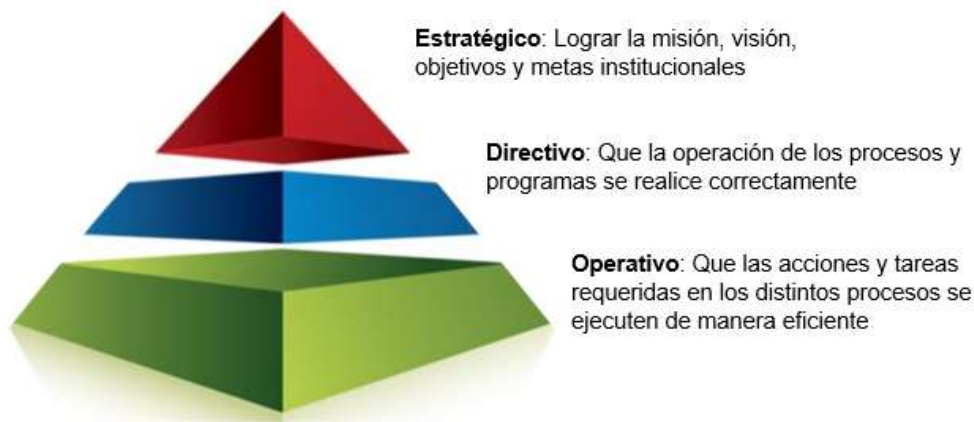 Estratégico: Lograr la misión, visión,
objetivos y metas institucionales
Directivo: Que la operación de los procesos y
programas se realice correctamente
Operativo: Que las acciones y tareas
requeridas en los distintos procesos se
ejecuten de manera eficiente